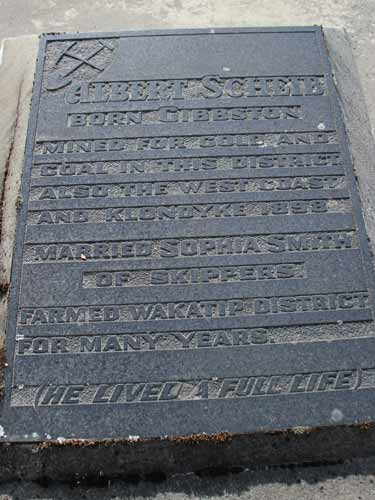 ALBERT SCHEIB
BORN GIBBSTON
MINED FOR GOLD AND
COAL IN THIS DISTRICT
ALSO THE WEST COAST
AND KLONDYKE 1898
MARRIED SOPHIA SMITH
OF SKIPPERS
FARMED WAKATIP DISTRICT
FOR MANY YEARS.
(HE LIVED A FULL LIFE)